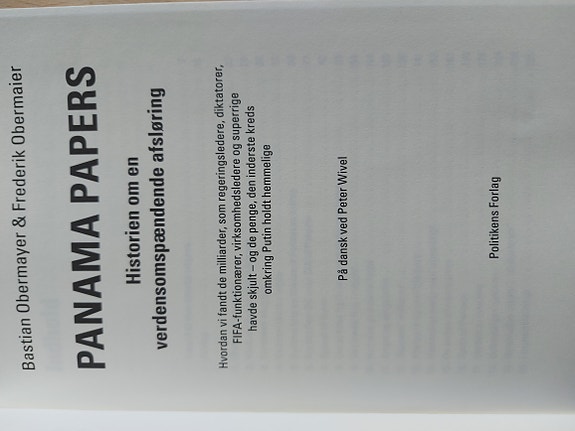 Bastian Obermayer & Frederik Obermaier
PANAMA PAPERS
Historien om en
verdensomspændende afsløring
Hvordan vi fandt de milliarder, som regeringsledere, diktatorer,
FIFA-funktionærer, virksomhedsledere og superrige
havde skjult – og de penge, den inderste kreds
omkring Putin holdt hemmelige
På dansk ved Peter Wivel
Politikens Forlag